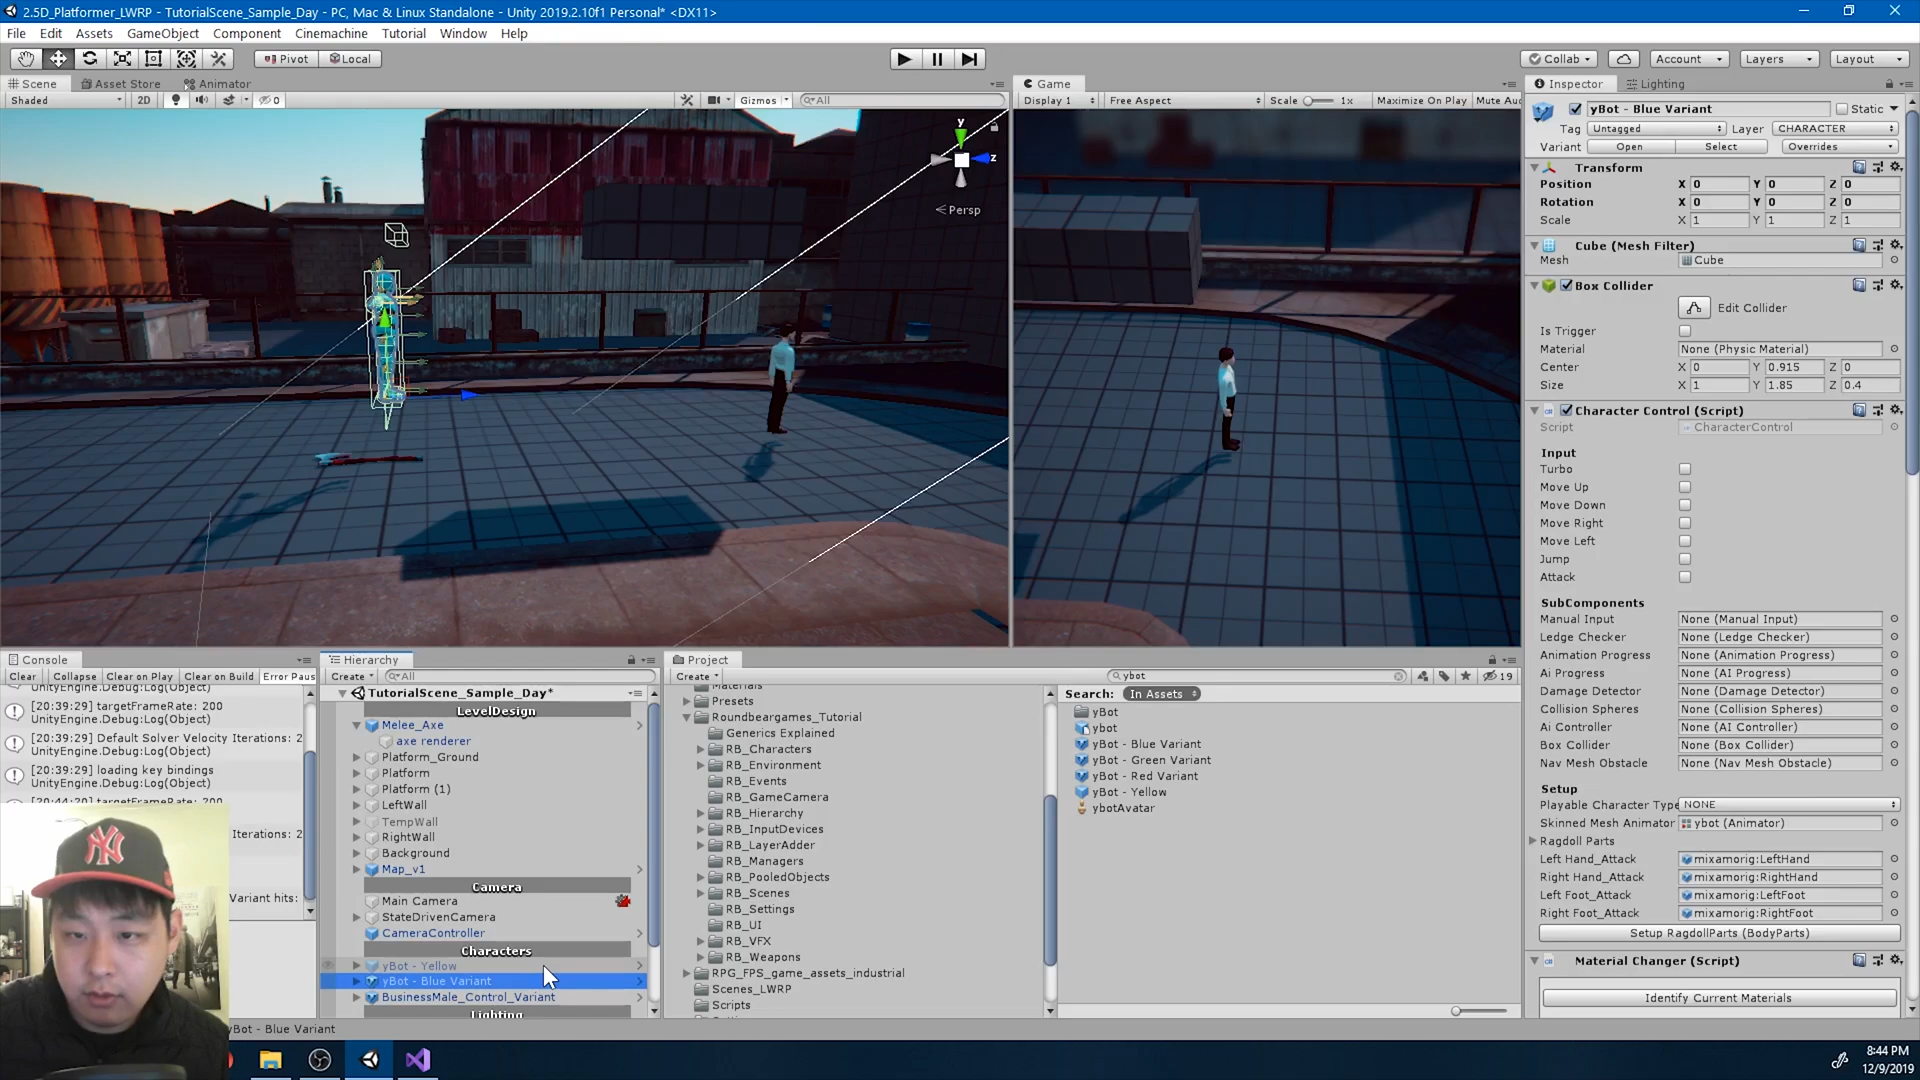 2.5D_Platformer_LWRP - TutorialScene_Sample_Day - PC, Mac & Linux Standalone - Unity 2019.2.10f1 Personal* <DX11>
File Edit Assets GameObject Component Cinemachine Tutorial Window Help
Pivot Local
Collab Account Layers Layout
Scene Asset Store Animator
Shaded 2D 0 Gizmos All
y
z
Persp
Game
Display 1 Free Aspect Scale 1x Maximize On Play Mute Au
Inspector Lighting
yBot - Blue Variant Static
Tag Untagged Layer CHARACTER
Variant Open Select Overrides
Transform
Position X 0 Y 0 Z 0
Rotation X 0 Y 0 Z 0
Scale X 1 Y 1 Z 1
Cube (Mesh Filter)
Mesh Cube
Box Collider
Edit Collider
Is Trigger
Material None (Physic Material)
Center X 0 Y 0.915 Z 0
Size X 1 Y 1.85 Z 0.4
Character Control (Script)
Script CharacterControl
Input
Turbo
Move Up
Move Down
Move Right
Move Left
Jump
Attack
SubComponents
Manual Input None (Manual Input)
Ledge Checker None (Ledge Checker)
Animation Progress None (Animation Progress)
Ai Progress None (AI Progress)
Damage Detector None (Damage Detector)
Collision Spheres None (Collision Spheres)
Ai Controller None (AI Controller)
Box Collider None (Box Collider)
Nav Mesh Obstacle None (Nav Mesh Obstacle)
Setup
Playable Character Type NONE
Skinned Mesh Animator ybot (Animator)
Ragdoll Parts
Left Hand_Attack mixamorig:LeftHand
Right Hand_Attack mixamorig:RightHand
Left Foot_Attack mixamorig:LeftFoot
Right Foot_Attack mixamorig:RightFoot
Setup RagdollParts (BodyParts)
Material Changer (Script)
Identify Current Materials
Console
Clear Collapse Clear on Play Clear on Build Error Paus
UnityEngine.Debug:Log(Object)
[20:39:29] targetFrameRate: 200
UnityEngine.Debug:Log(Object)
[20:39:29] Default Solver Velocity Iterations: 2
UnityEngine.Debug:Log(Object)
[20:39:29] loading key bindings
UnityEngine.Debug:Log(Object)
[20:44:20] targetFrameRate: 200
Iterations: 2
Variant hits:
yBot - Blue Variant
Hierarchy
Create All
TutorialScene_Sample_Day*
LevelDesign
Melee_Axe
axe renderer
Platform_Ground
Platform
Platform (1)
LeftWall
TempWall
RightWall
Background
Map_v1
Camera
Main Camera
StateDrivenCamera
CameraController
Characters
yBot - Yellow
yBot - Blue Variant
BusinessMale_Control_Variant
Lighting
Project
Create ybot 19
Materials
Presets
Roundbeargames_Tutorial
Generics Explained
RB_Characters
RB_Environment
RB_Events
RB_GameCamera
RB_Hierarchy
RB_InputDevices
RB_LayerAdder
RB_Managers
RB_PooledObjects
RB_Scenes
RB_Settings
RB_UI
RB_VFX
RB_Weapons
RPG_FPS_game_assets_industrial
Scenes_LWRP
Scripts
Search: In Assets
yBot
ybot
yBot - Blue Variant
yBot - Green Variant
yBot - Red Variant
yBot - Yellow
ybotAvatar
8:44 PM
12/9/2019